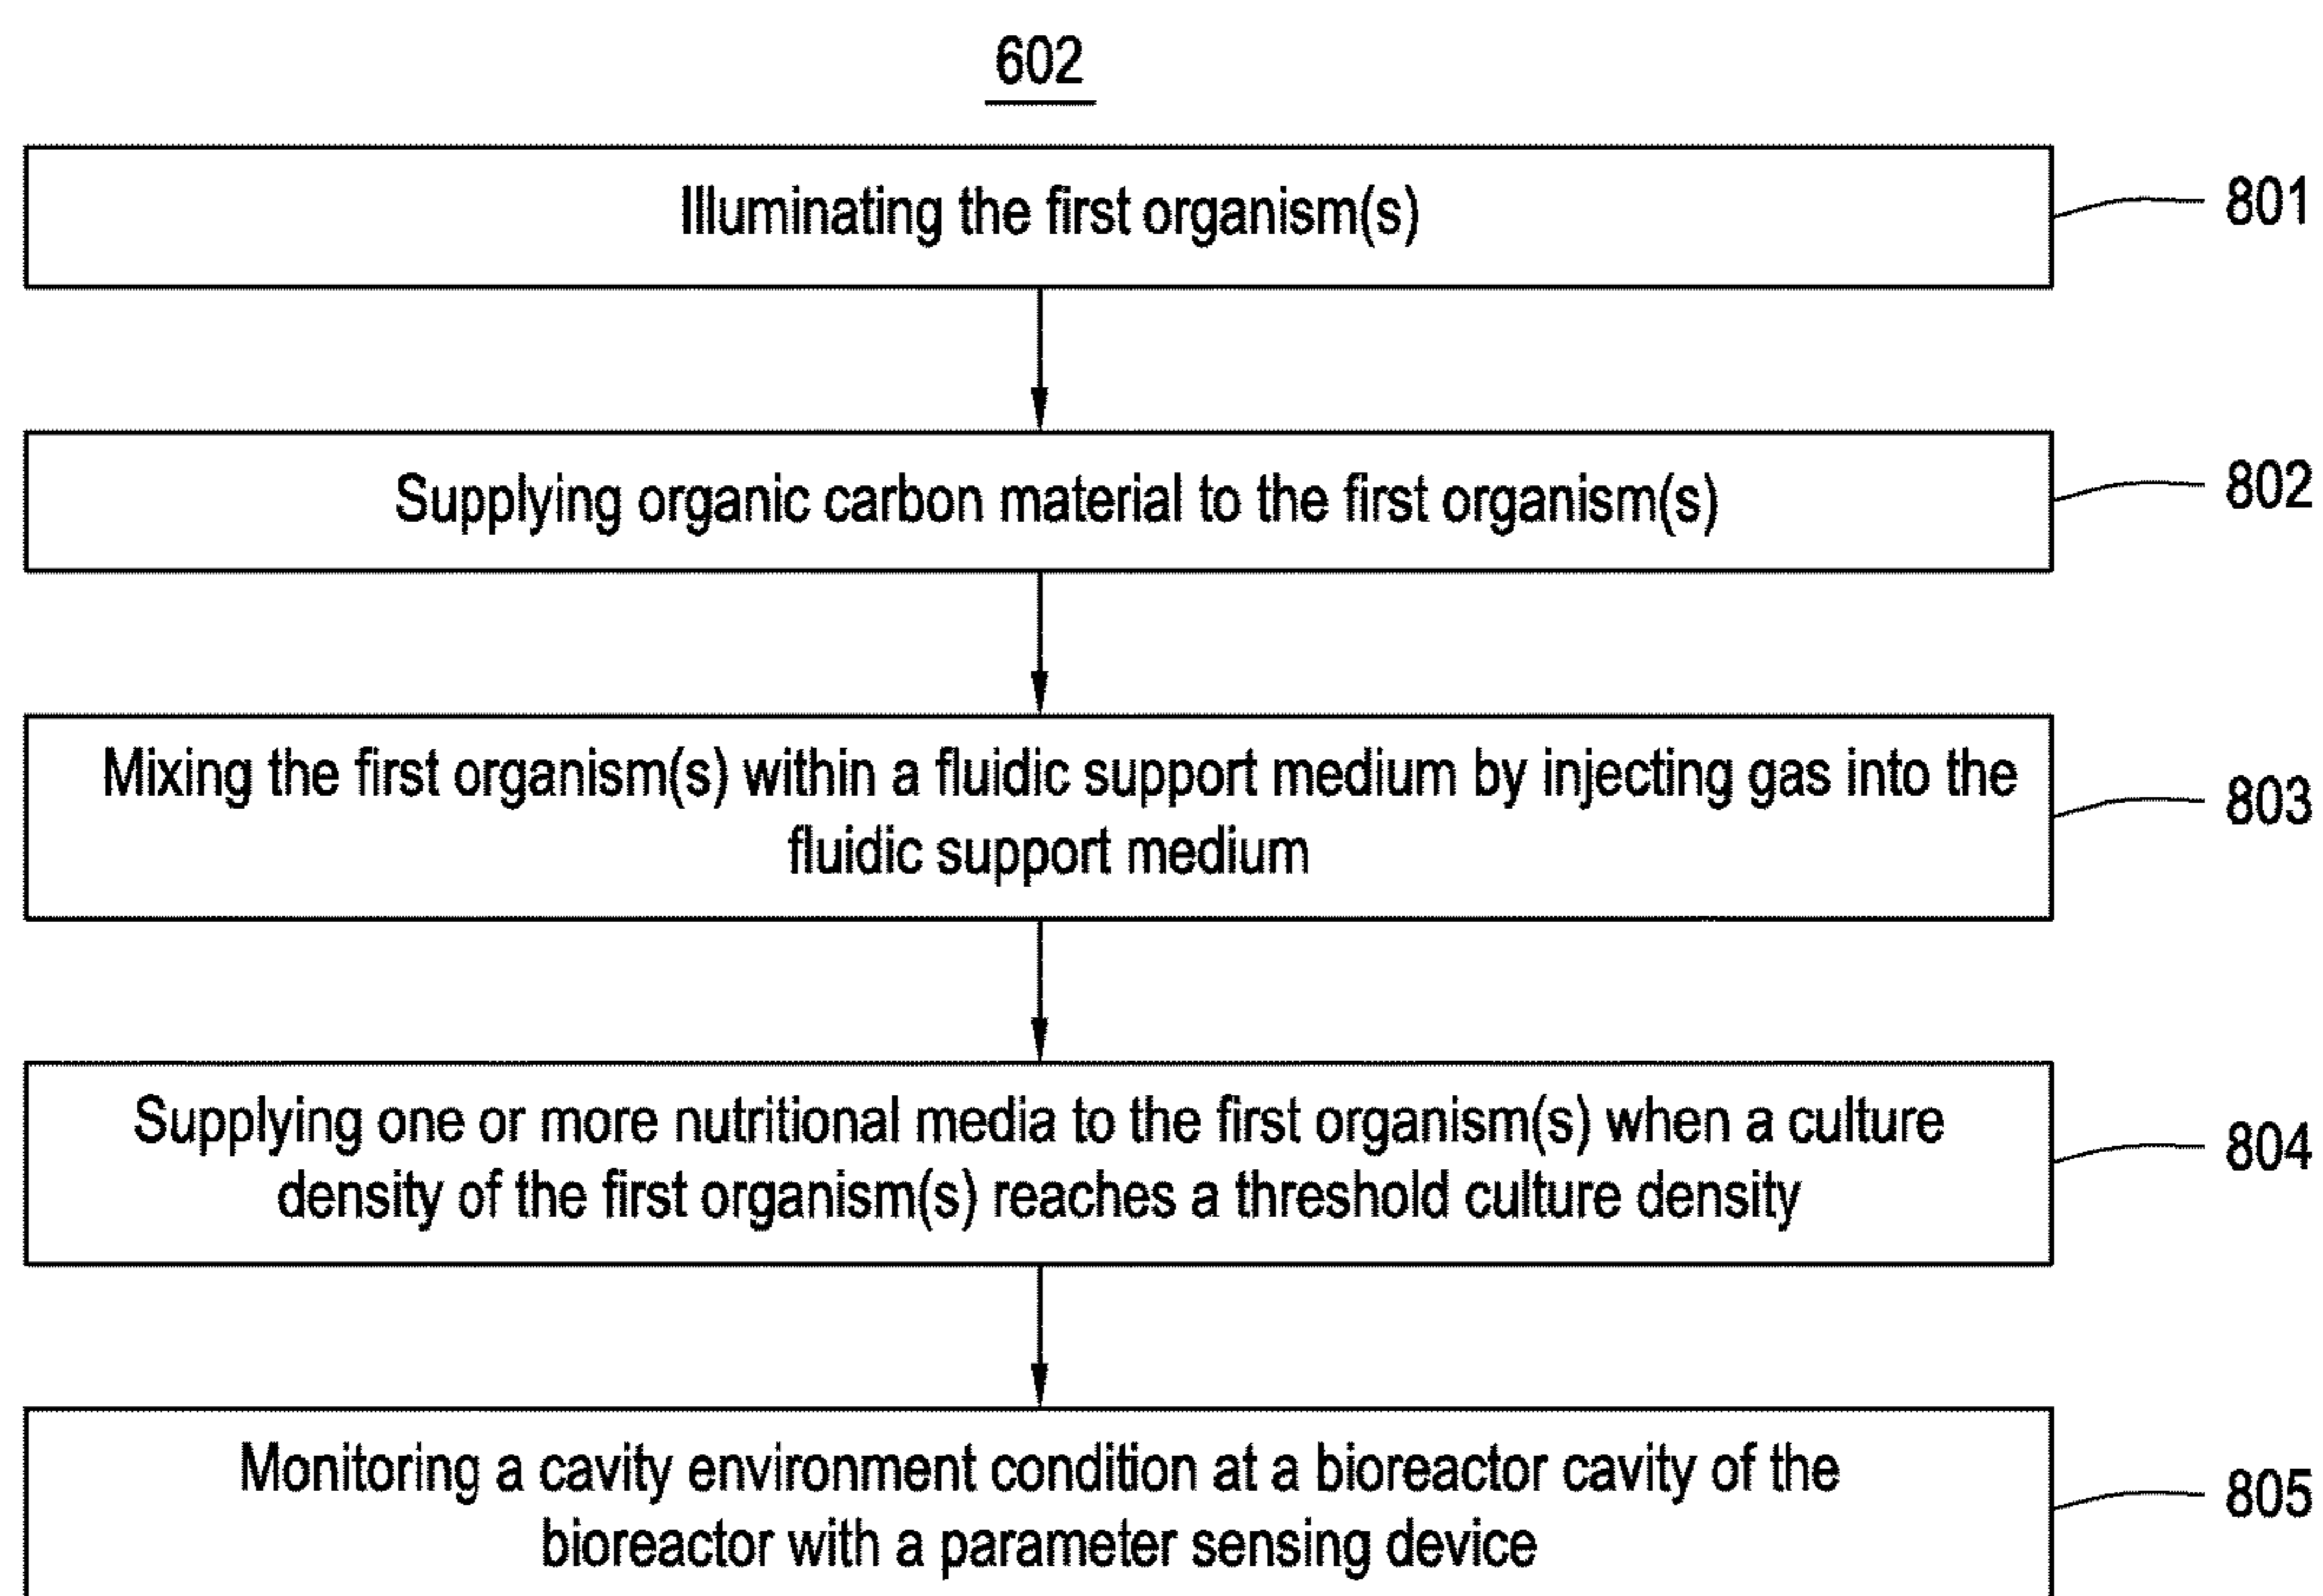 602
Illuminating the first organism(s)
801
Supplying organic carbon material to the first organism(s)
802
Mixing the first organism(s) within a fluidic support medium by injecting gas into the
fluidic support medium
803
Supplying one or more nutritional media to the first organism(s) when a culture
density of the first organism(s) reaches a threshold culture density
804
Monitoring a cavity environment condition at a bioreactor cavity of the
bioreactor with a parameter sensing device
805